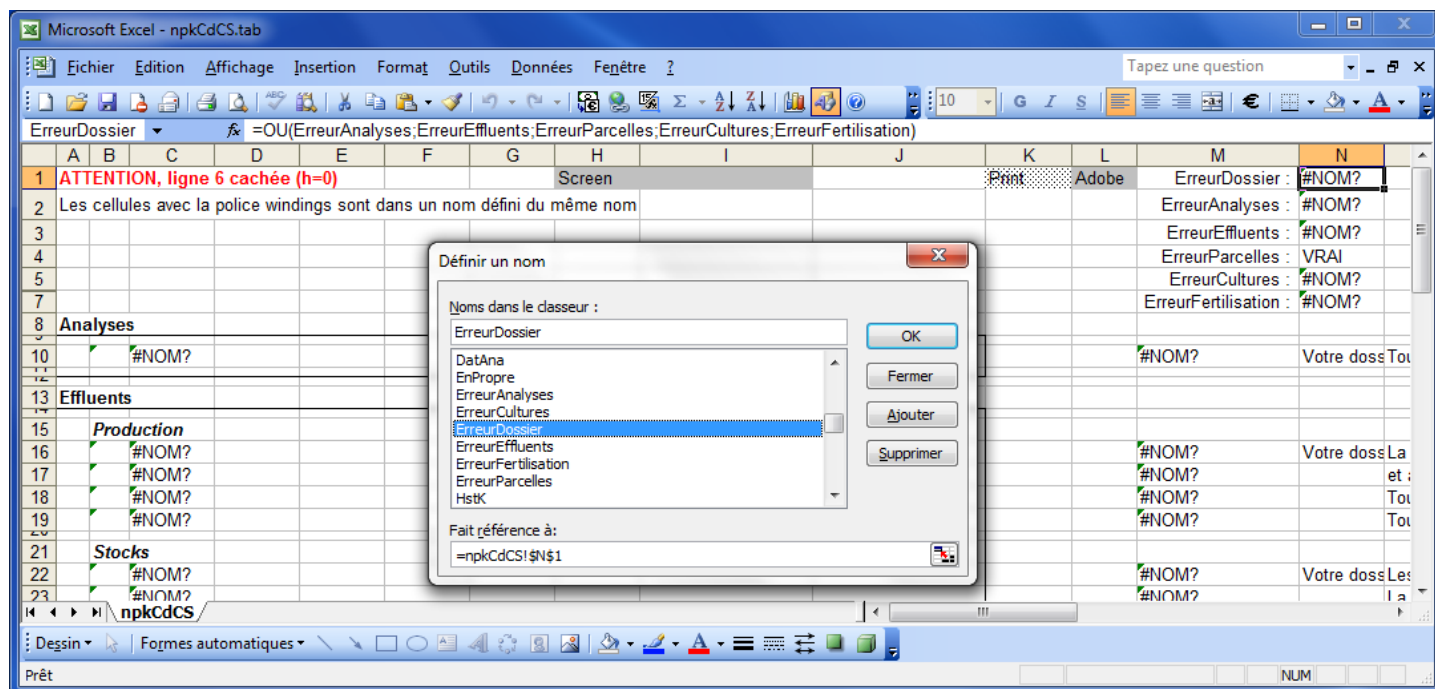 Microsoft Excel - npkCdCS.tab
Fichier Edition Affichage Insertion Format Outils Données Fenêtre ?
Tapez une question
10 G I S €
ErreurDossier fx =OU(ErreurAnalyses;ErreurEffluents;ErreurParcelles;ErreurCultures;ErreurFertilisation)
A B C D E F G H I J K L M N
1 ATTENTION, ligne 6 cachée (h=0) Screen Print Adobe ErreurDossier : #NOM?
2 Les cellules avec la police windings sont dans un nom défini du même nom ErreurAnalyses : #NOM?
3 ErreurEffluents : #NOM?
4 ErreurParcelles : VRAI
5 ErreurCultures : #NOM?
7 ErreurFertilisation : #NOM?
8 Analyses
10 #NOM? #NOM? Votre doss Tou
13 Effluents
15 Production
16 #NOM? #NOM? Votre doss La
17 #NOM? #NOM? et a
18 #NOM? #NOM? Tou
19 #NOM? #NOM? Tou
21 Stocks
22 #NOM? #NOM? Votre doss Les
23 #NOM? #NOM? La
Définir un nom
Noms dans le classeur :
ErreurDossier
OK
DatAna
EnPropre
ErreurAnalyses
ErreurCultures
ErreurDossier
ErreurEffluents
ErreurFertilisation
ErreurParcelles
HstK
Fermer
Ajouter
Supprimer
Fait référence à:
=npkCdCS!$N$1
npkCdCS
Dessin Formes automatiques
Prêt NUM